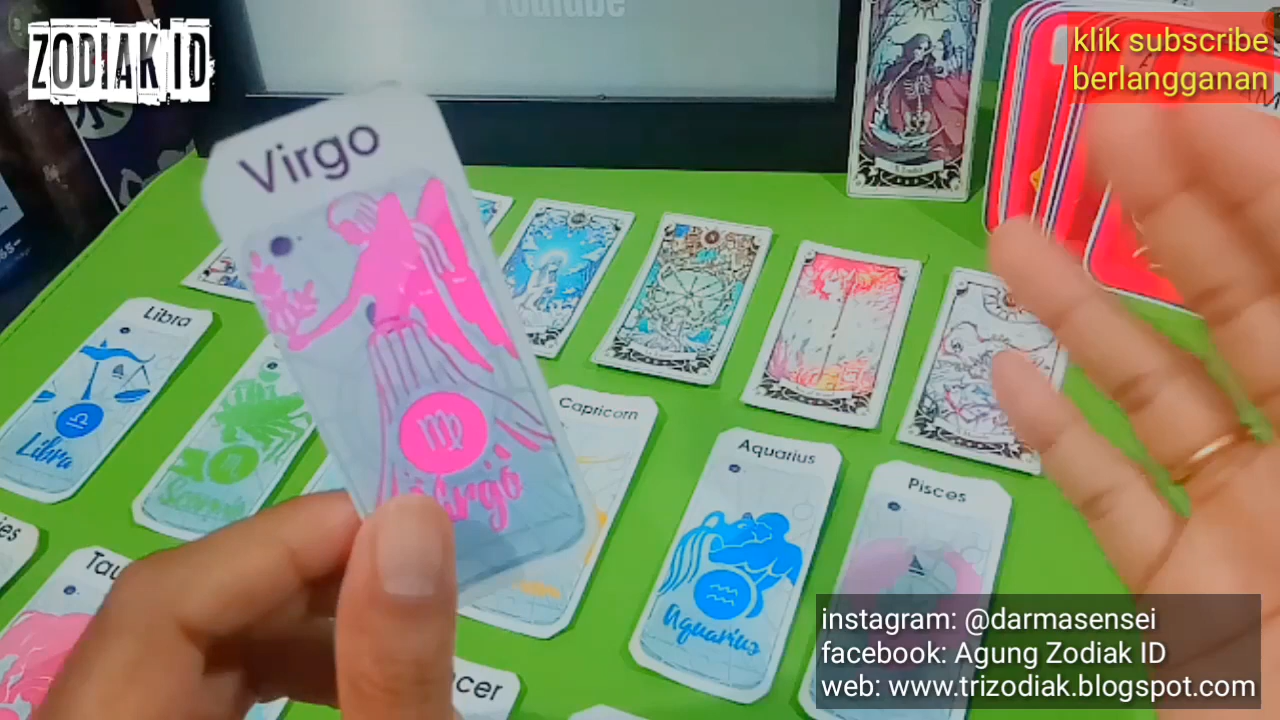 ZODIAK.ID
Youtube
klik subscribe
berlangganan
Virgo
Virgo
Libra
Libra
Scorpio
Capricorn
Aquarius
Aquarius
Pisces
instagram: @darmasensei
facebook: Agung Zodiak ID
web: www.trizodiak.blogspot.com